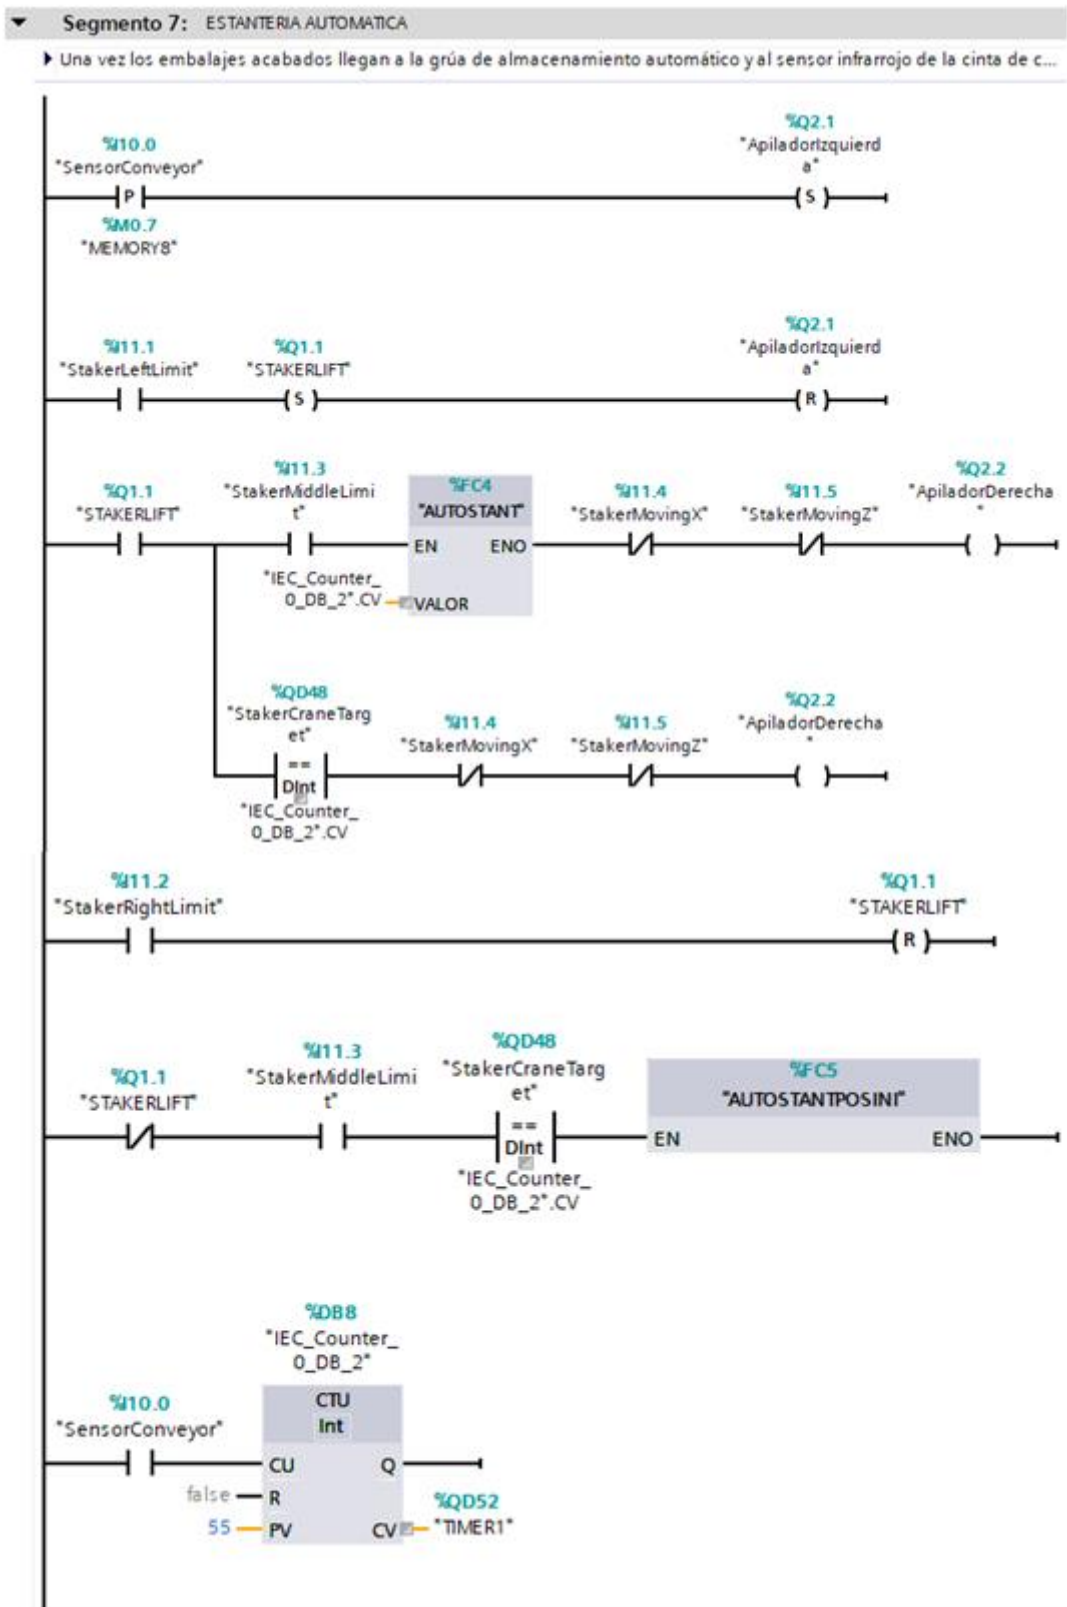 Segmento 7: ESTANTERIA AUTOMATICA
Una vez los embalajes acabados llegan a la grúa de almacenamiento automático y al sensor infrarrojo de la cinta de c...
%I10.0
"SensorConveyor"
P
%M0.7
"MEMORY8"
%Q2.1
"ApiladorIzquierd
a"
S
%I11.1
"StakerLeftLimit"
%Q1.1
"STAKERLIFT"
S
%Q2.1
"ApiladorIzquierd
a"
R
%Q1.1
"STAKERLIFT"
%I11.3
"StakerMiddleLimi
t"
%FC4
"AUTOSTANT"
EN ENO
"IEC_Counter_
0_DB_2".CV
VALOR
%I11.4
"StakerMovingX"
%I11.5
"StakerMovingZ"
%Q2.2
"ApiladorDerecha
"
%QD48
"StakerCraneTarg
et"
==
DInt
"IEC_Counter_
0_DB_2".CV
%I11.4
"StakerMovingX"
%I11.5
"StakerMovingZ"
%Q2.2
"ApiladorDerecha
"
%I11.2
"StakerRightLimit"
%Q1.1
"STAKERLIFT"
R
%Q1.1
"STAKERLIFT"
%I11.3
"StakerMiddleLimi
t"
%QD48
"StakerCraneTarg
et"
==
DInt
"IEC_Counter_
0_DB_2".CV
%FC5
"AUTOSTANTPOSINI"
EN ENO
%DB8
"IEC_Counter_
0_DB_2"
%I10.0
"SensorConveyor"
CTU
Int
CU Q
false R
55 PV
CV
%QD52
"TIMER1"